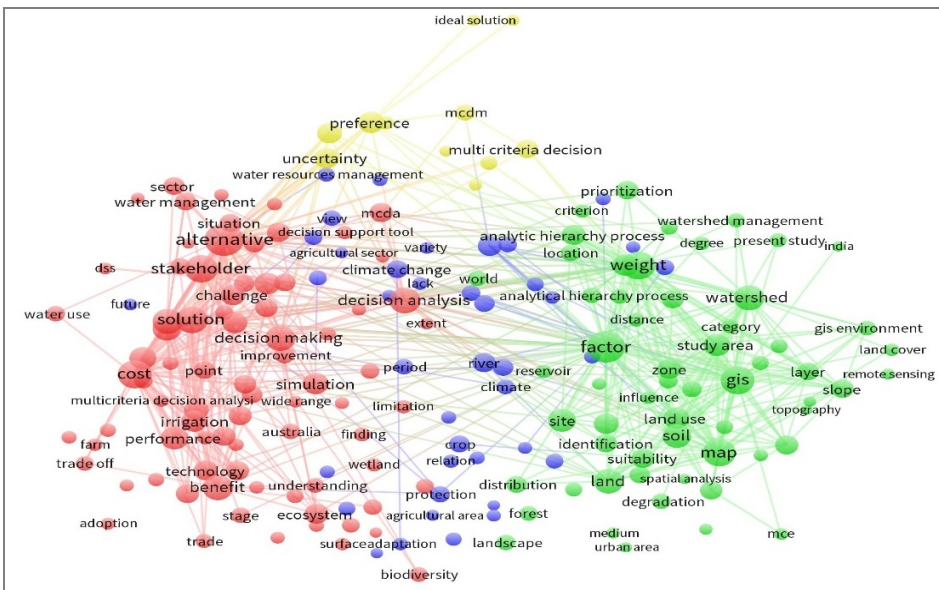 ideal solution
preference
mcdm
uncertainty
multi criteria decision
water resources management
sector
prioritization
water management
mcda
criterion
situation
view
watershed management
alternative
decision support tool
analytic hierarchy process
degree
present study
india
agricultural sector
variety
location
dss
stakeholder
climate change
world
weight
lack
future
challenge
decision analysis
analytical hierarchy process
watershed
water use
solution
extent
distance
category
gis environment
decision making
factor
study area
land cover
improvement
cost
point
period
river
reservoir
zone
gis
layer
remote sensing
simulation
climate
influence
slope
multicriteria decision analysi
wide range
limitation
topography
irrigation
site
land use
performance
australia
finding
crop
identification
soil
farm
map
trade off
relation
suitability
wetland
technology
benefit
understanding
protection
distribution
land
spatial analysis
degradation
adoption
stage
ecosystem
agricultural area
forest
trade
surface
adaptation
landscape
medium
mce
urban area
biodiversity